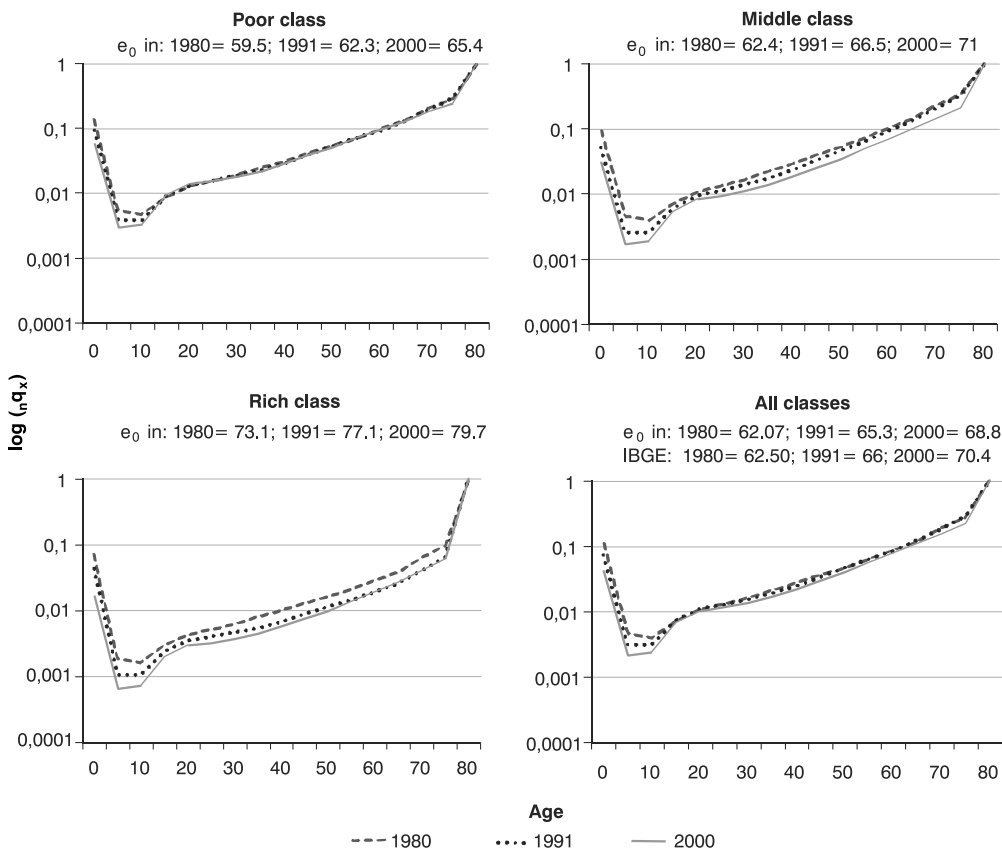 Poor class
e0 in: 1980= 59.5; 1991= 62.3; 2000= 65.4
1
0,1
0,01
0,001
0,0001
0 10 20 30 40 50 60 70 80
Middle class
e0 in: 1980= 62.4; 1991= 66.5; 2000= 71
1
0,1
0,01
0,001
0,0001
0 10 20 30 40 50 60 70 80
log (nqx)
Rich class
e0 in: 1980= 73.1; 1991= 77.1; 2000= 79.7
1
0,1
0,01
0,001
0,0001
0 10 20 30 40 50 60 70 80
All classes
e0 in: 1980= 62.07; 1991= 65.3; 2000= 68.8
IBGE: 1980= 62.50; 1991= 66; 2000= 70.4
1
0,1
0,01
0,001
0,0001
0 10 20 30 40 50 60 70 80
Age
1980 1991 2000